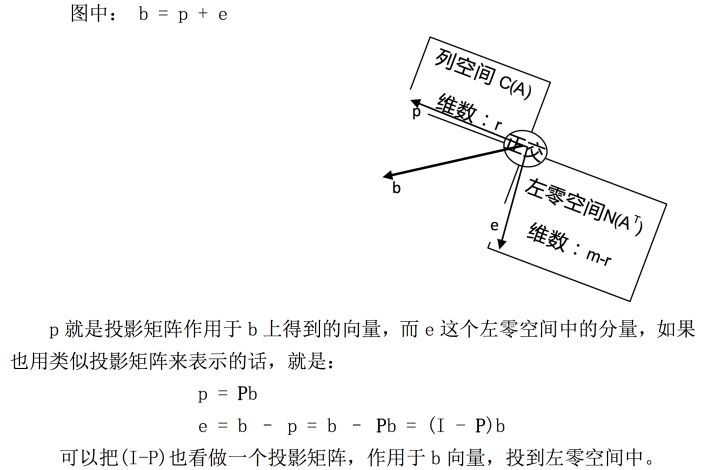 图中： b = p + e
列空间 C(A)
维数：r
p
正交
b
左零空间N(Aᵀ)
e
维数：m-r
p 就是投影矩阵作用于 b 上得到的向量，而 e 这个左零空间中的分量，如果
也用类似投影矩阵来表示的话，就是：
p = Pb
e = b - p = b - Pb = (I - P)b
可以把(I-P)也看做一个投影矩阵，作用于 b 向量，投到左零空间中。